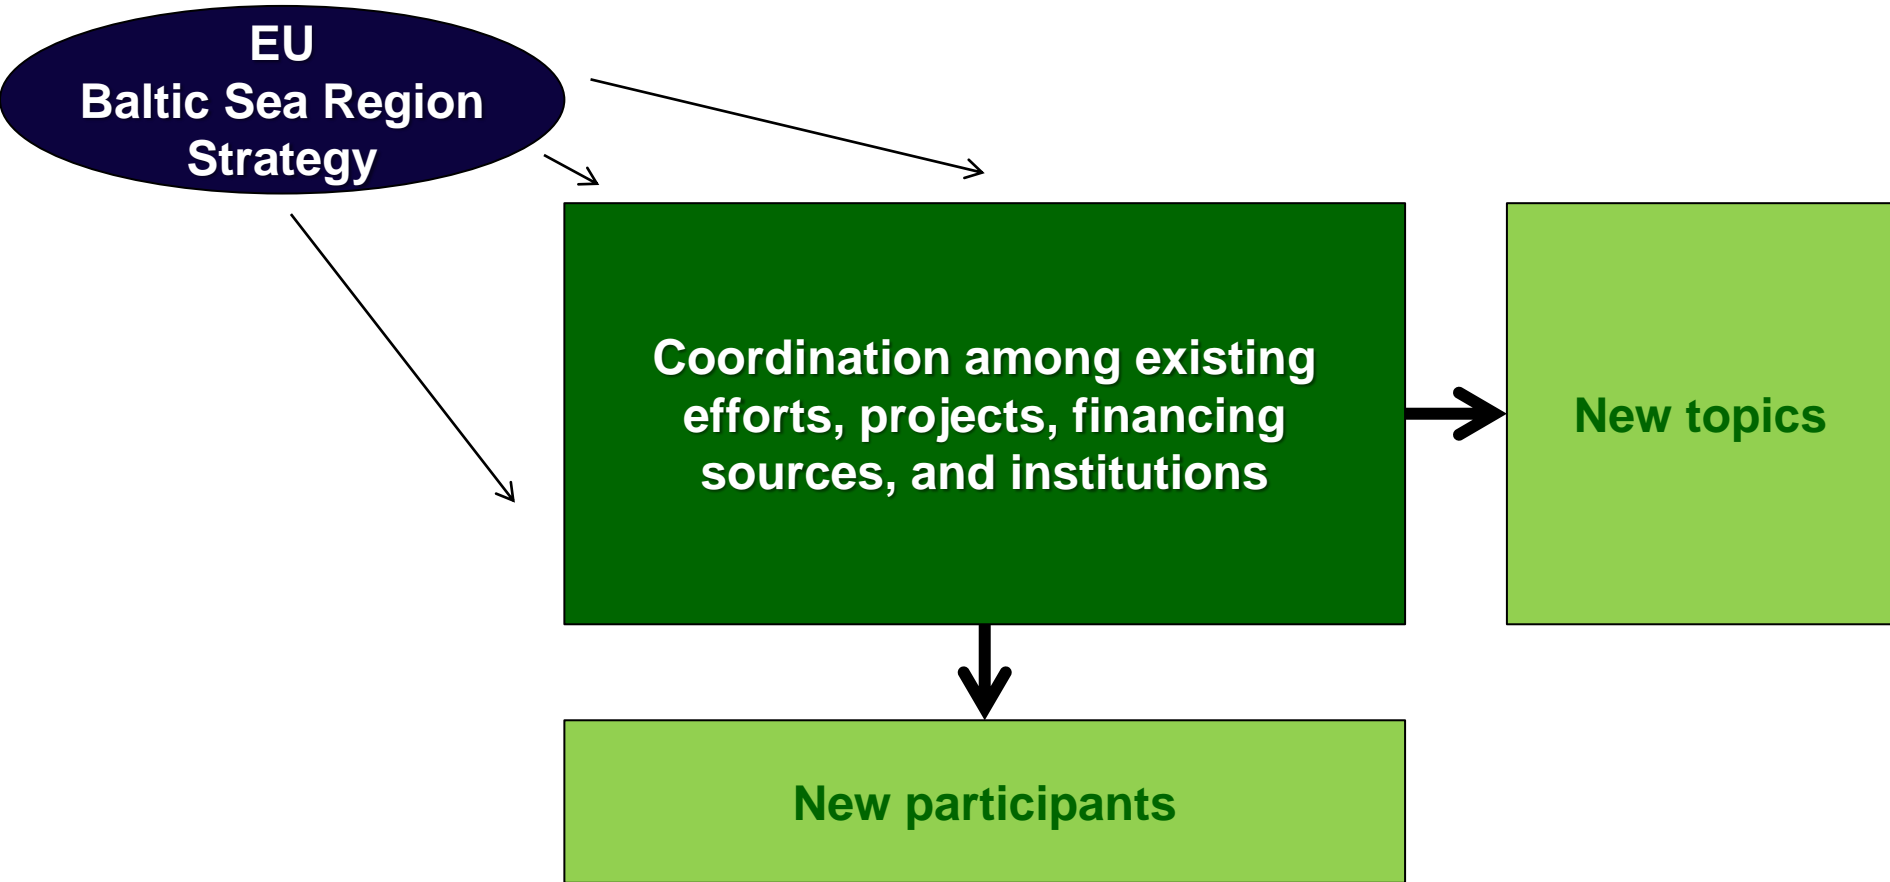 EU
Baltic Sea Region
Strategy
Coordination among existing
efforts, projects, financing
sources, and institutions
New topics
New participants